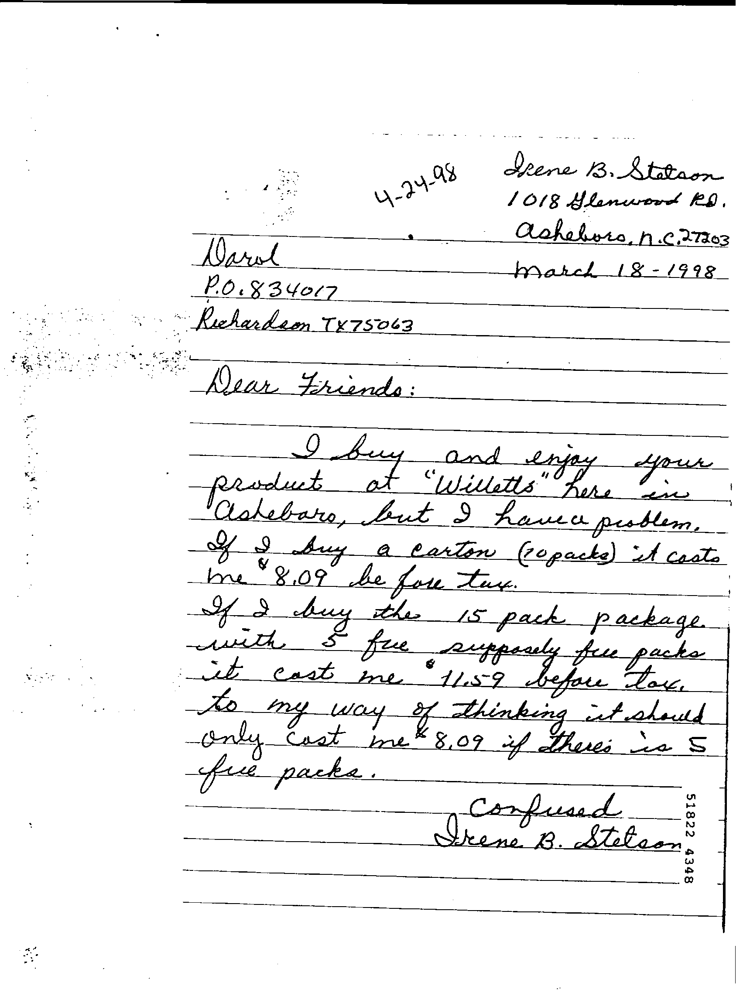 4-24-98
Irene B. Stetson
1018 Glenwood Rd.
Asheboro, N.C. 27203
March 18-1998
Darol
P.O. 834017
Richardson TX 75063
Dear Friends:
I buy and enjoy your
product at "Willetts" here in
Asheboro, but I have a problem.
If I buy a carton (10 packs) it costs
me $8.09 be fore tax.
If I buy the 15 pack package
with 5 free supposely free packs
it cost me $11.59 before tax.
to my way of thinking it should
only cost me $8.09 if there's is 5
free packs.
Confused
Irene B. Stetson
51822 4348